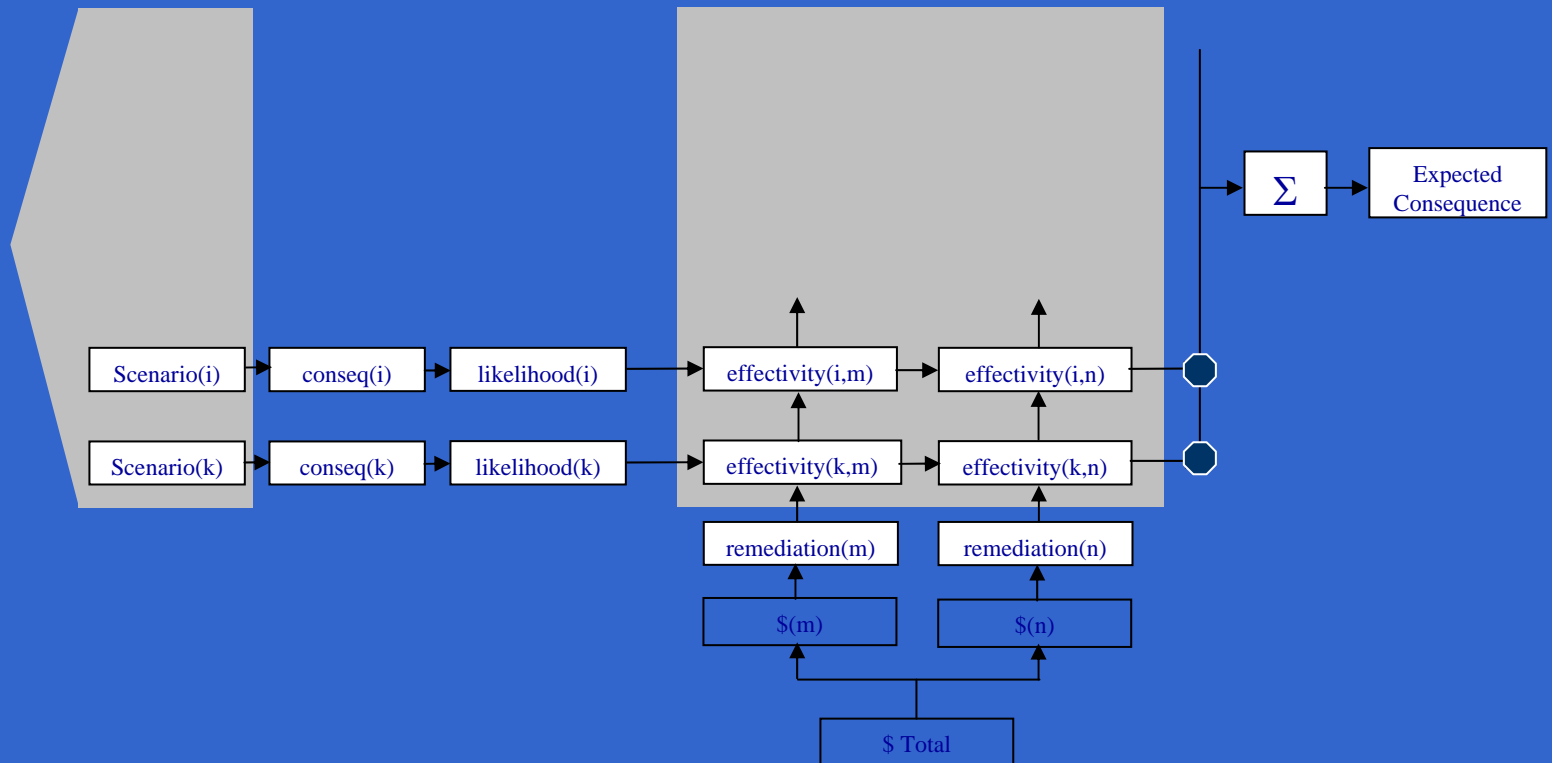 Σ
Expected
Consequence
Scenario(i)
conseq(i)
likelihood(i)
effectivity(i,m)
effectivity(i,n)
Scenario(k)
conseq(k)
likelihood(k)
effectivity(k,m)
effectivity(k,n)
remediation(m)
remediation(n)
$(m)
$(n)
$ Total